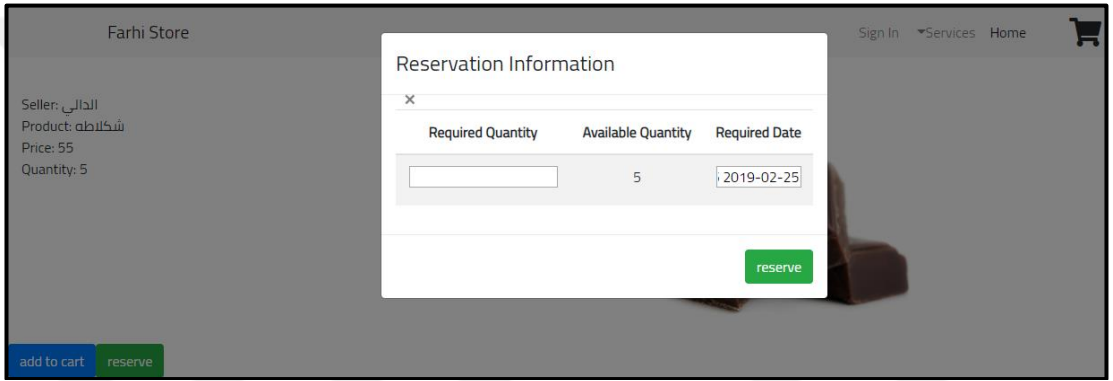 Farhi Store
Sign In
Services
Home
Reservation Information
×
Required Quantity
Available Quantity
Required Date
5
2019-02-25
reserve
Seller: الدالي
Product: شكلاطه
Price: 55
Quantity: 5
add to cart
reserve